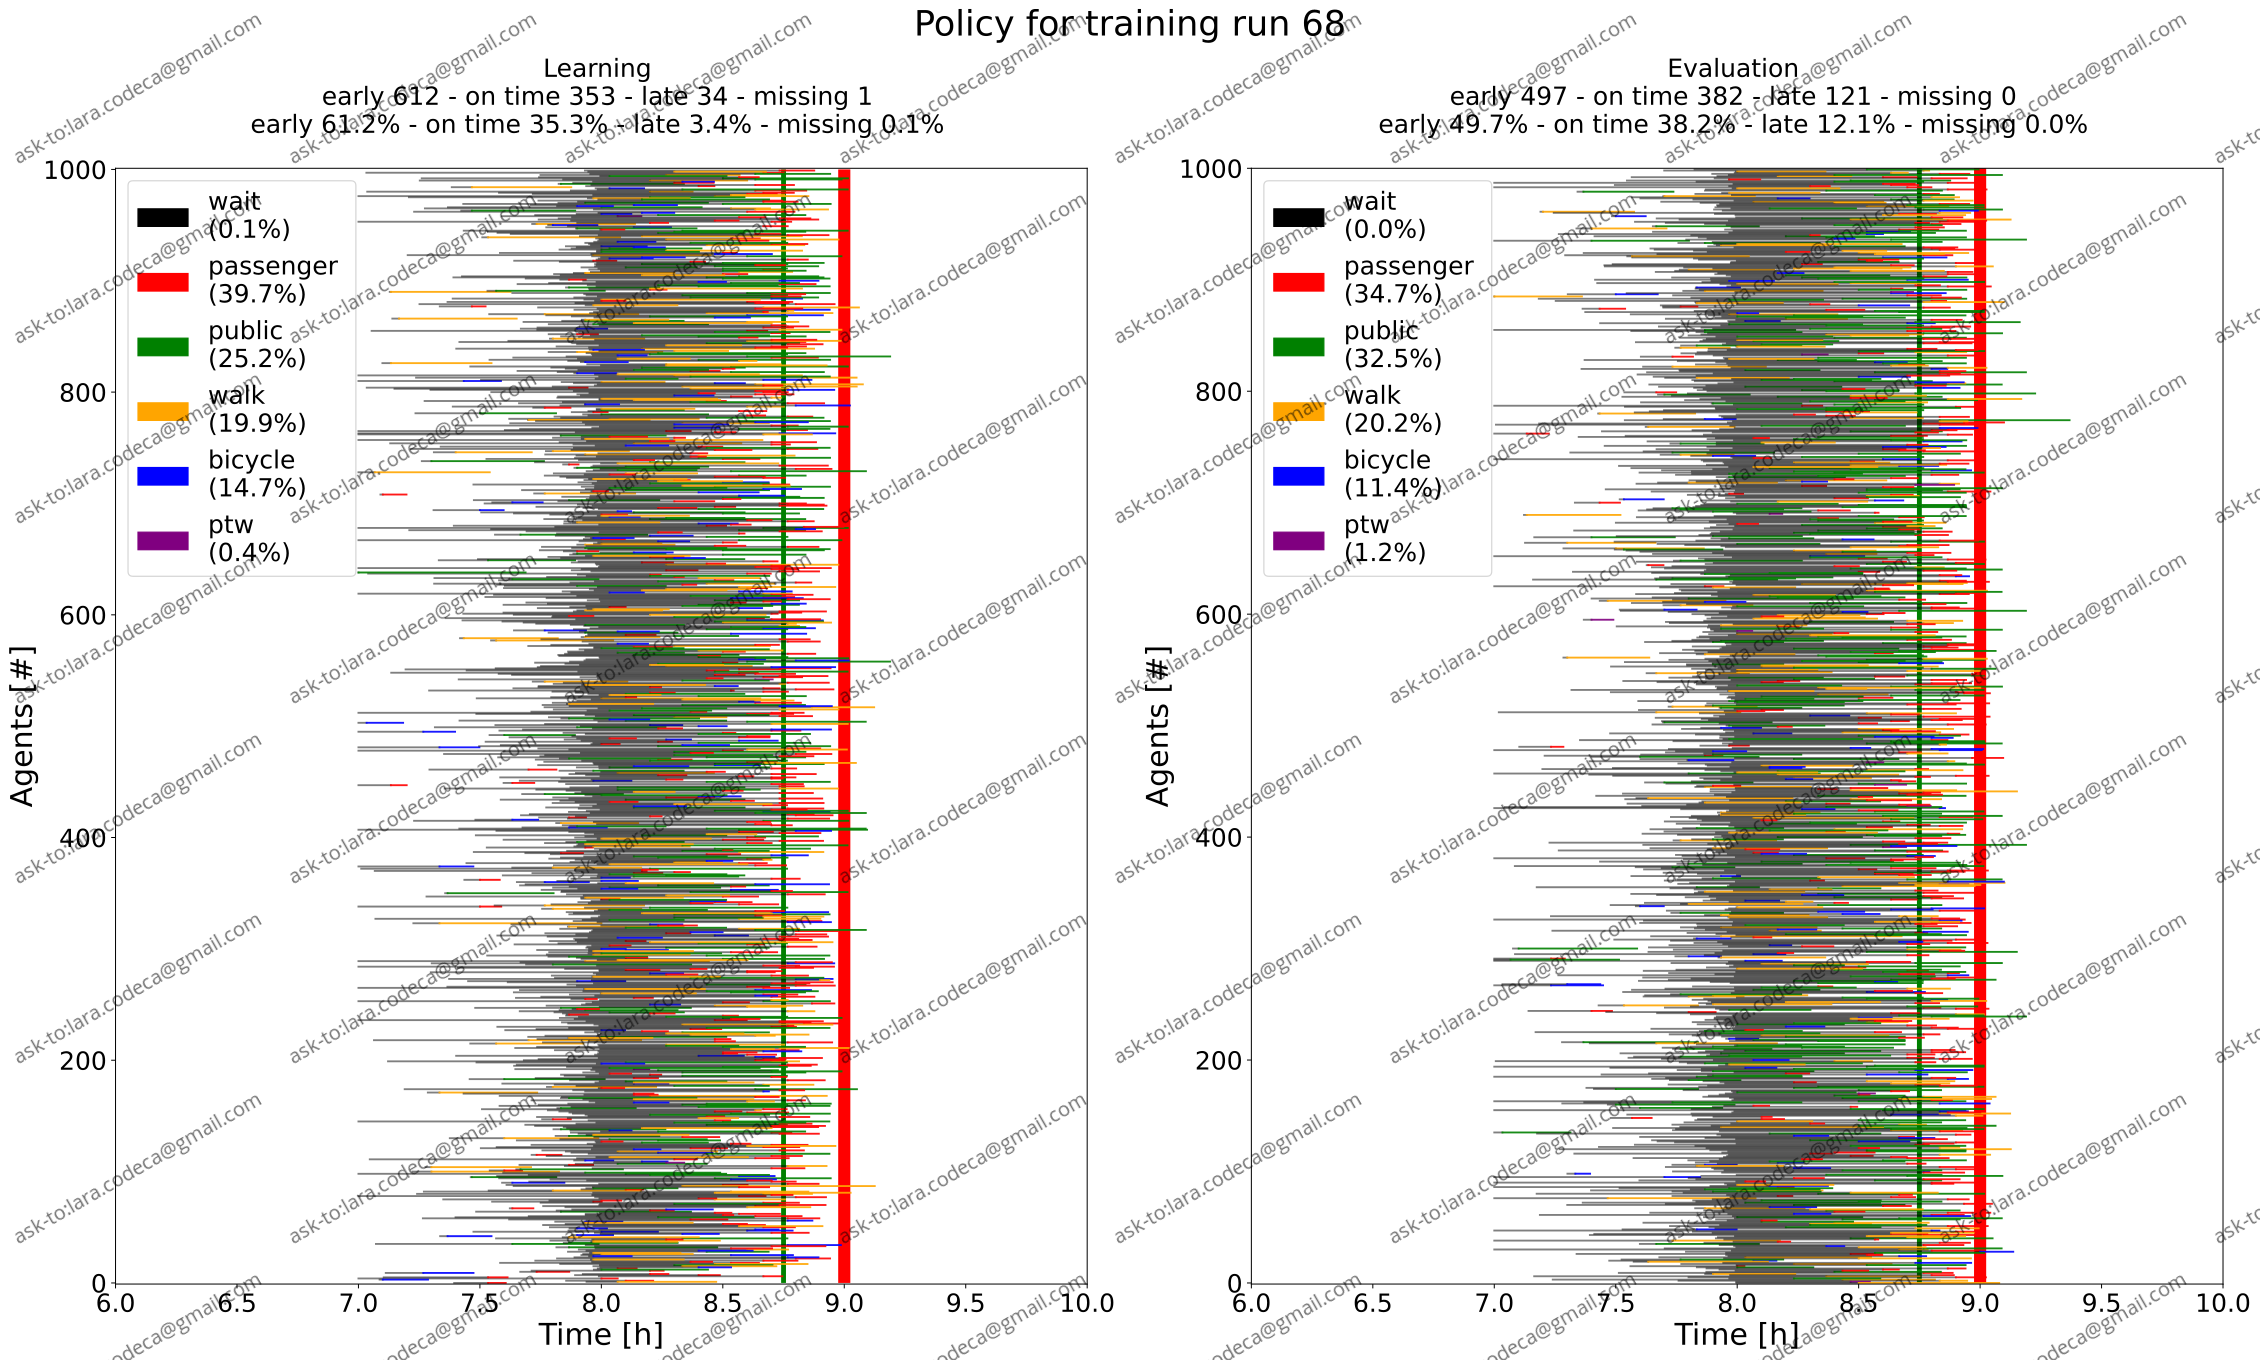 Policy for training run 68
Learning
early 612 - on time 353 - late 34 - missing 1
early 61.2% - on time 35.3% - late 3.4% - missing 0.1%
1000
800
600
400
200
0
Agents [#]
wait
(0.1%)
passenger
(39.7%)
public
(25.2%)
walk
(19.9%)
bicycle
(14.7%)
ptw
(0.4%)
6.0 6.5 7.0 7.5 8.0 8.5 9.0 9.5 10.0
Time [h]
Evaluation
early 497 - on time 382 - late 121 - missing 0
early 49.7% - on time 38.2% - late 12.1% - missing 0.0%
1000
800
600
400
200
0
Agents [#]
wait
(0.0%)
passenger
(34.7%)
public
(32.5%)
walk
(20.2%)
bicycle
(11.4%)
ptw
(1.2%)
6.0 6.5 7.0 7.5 8.0 8.5 9.0 9.5 10.0
Time [h]
ask-to:lara.codeca@gmail.com